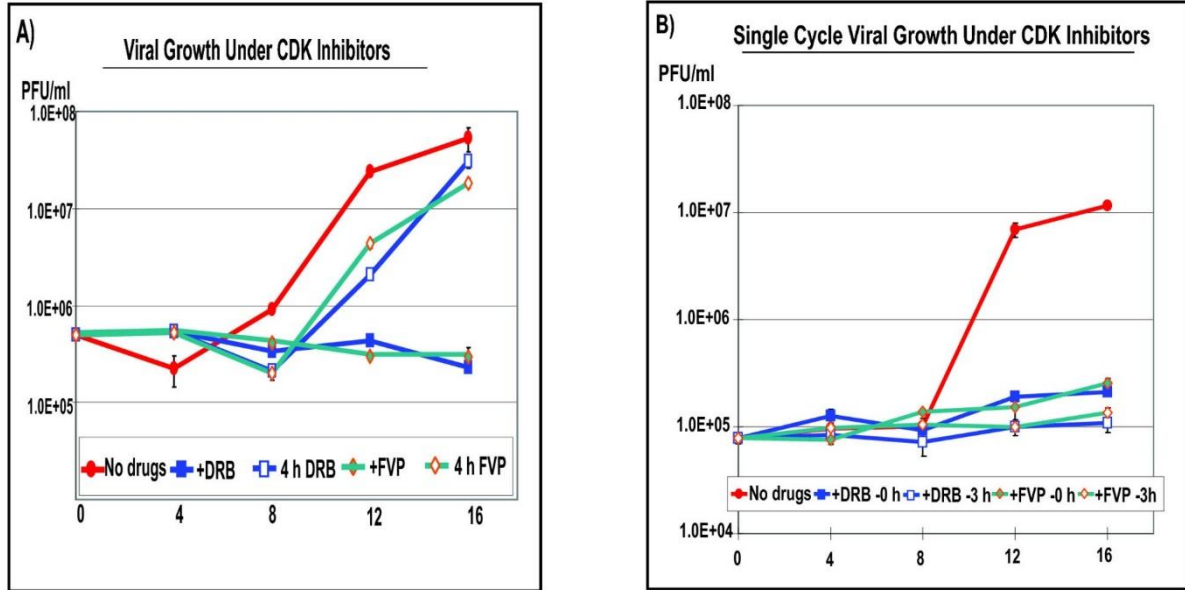 A)
Viral Growth Under CDK Inhibitors
PFU/ml
1.0E+08
1.0E+07
1.0E+06
1.0E+05
No drugs +DRB 4 h DRB +FVP 4 h FVP
0 4 8 12 16
B)
Single Cycle Viral Growth Under CDK Inhibitors
PFU/ml
1.0E+08
1.0E+07
1.0E+06
1.0E+05
No drugs +DRB -0 h +DRB -3 h +FVP -0 h +FVP -3h
1.0E+04
0 4 8 12 16